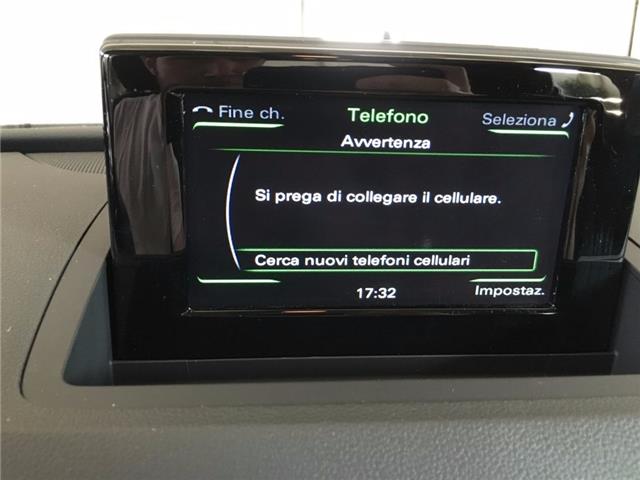 Fine ch. Telefono Seleziona
Avvertenza
Si prega di collegare il cellulare.
Cerca nuovi telefoni cellulari
17:32 Impostaz.